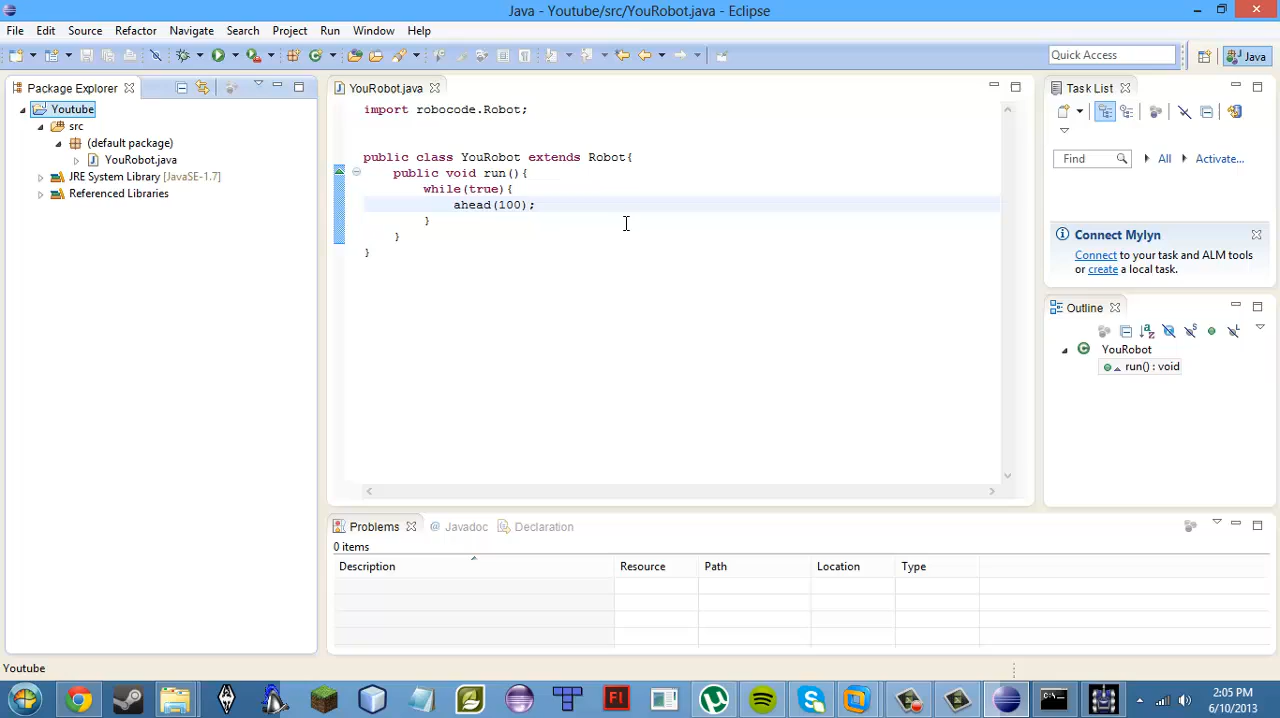 Java - Youtube/src/YouRobot.java - Eclipse
File Edit Source Refactor Navigate Search Project Run Window Help
Quick Access
Java
Package Explorer
Youtube
src
(default package)
YouRobot.java
JRE System Library [JavaSE-1.7]
Referenced Libraries
YouRobot.java
import robocode.Robot;
public class YouRobot extends Robot{
public void run(){
while(true){
ahead(100);
}
}
}
Task List
Find
All
Activate...
Connect Mylyn
Connect to your task and ALM tools
or create a local task.
Outline
YouRobot
run() : void
Problems
@ Javadoc
Declaration
0 items
Description Resource Path Location Type
Youtube
2:05 PM
6/10/2013